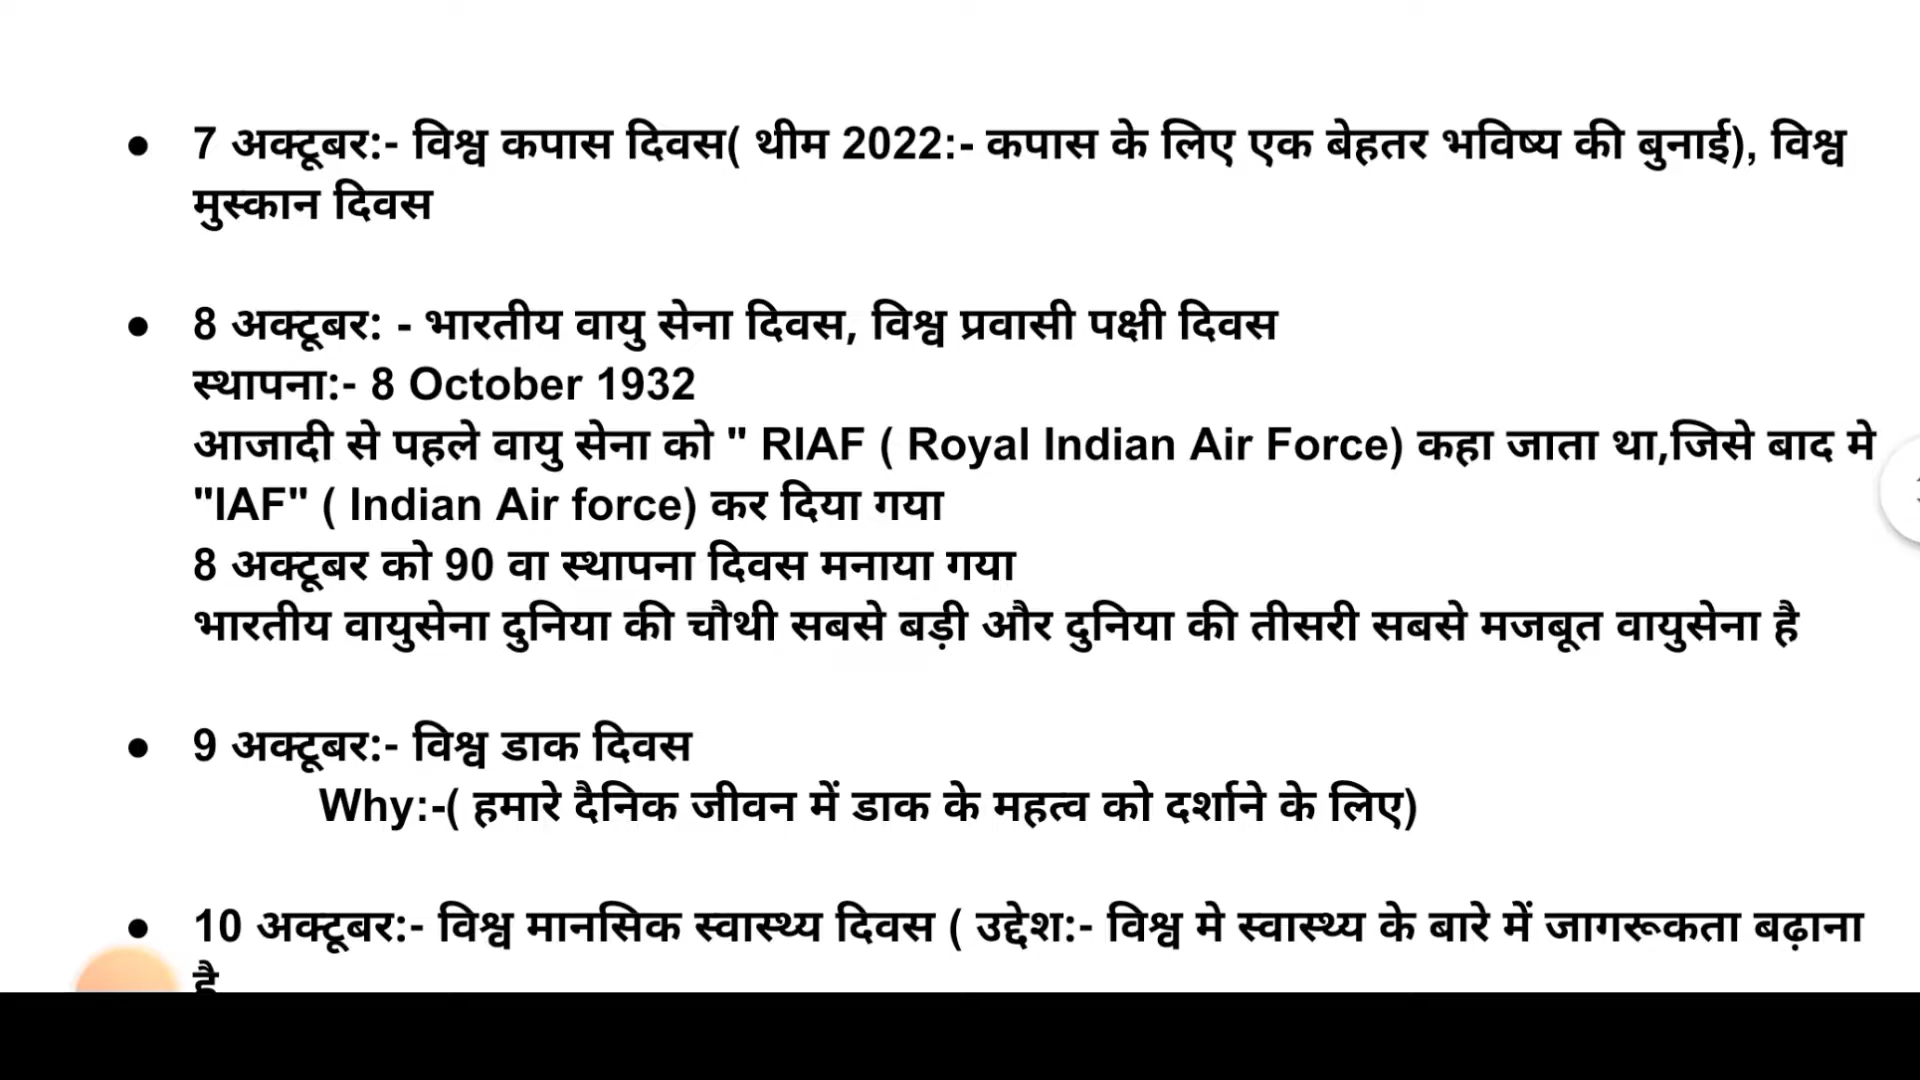 ● 7 अक्टूबर:- विश्व कपास दिवस( थीम 2022:- कपास के लिए एक बेहतर भविष्य की बुनाई), विश्व
मुस्कान दिवस
● 8 अक्टूबर: - भारतीय वायु सेना दिवस, विश्व प्रवासी पक्षी दिवस
स्थापना:- 8 October 1932
आजादी से पहले वायु सेना को " RIAF ( Royal Indian Air Force) कहा जाता था,जिसे बाद मे
"IAF" ( Indian Air force) कर दिया गया
8 अक्टूबर को 90 वा स्थापना दिवस मनाया गया
भारतीय वायुसेना दुनिया की चौथी सबसे बड़ी और दुनिया की तीसरी सबसे मजबूत वायुसेना है
● 9 अक्टूबर:- विश्व डाक दिवस
Why:-( हमारे दैनिक जीवन में डाक के महत्व को दर्शाने के लिए)
● 10 अक्टूबर:- विश्व मानसिक स्वास्थ्य दिवस ( उद्देश:- विश्व मे स्वास्थ्य के बारे में जागरूकता बढ़ाना
है